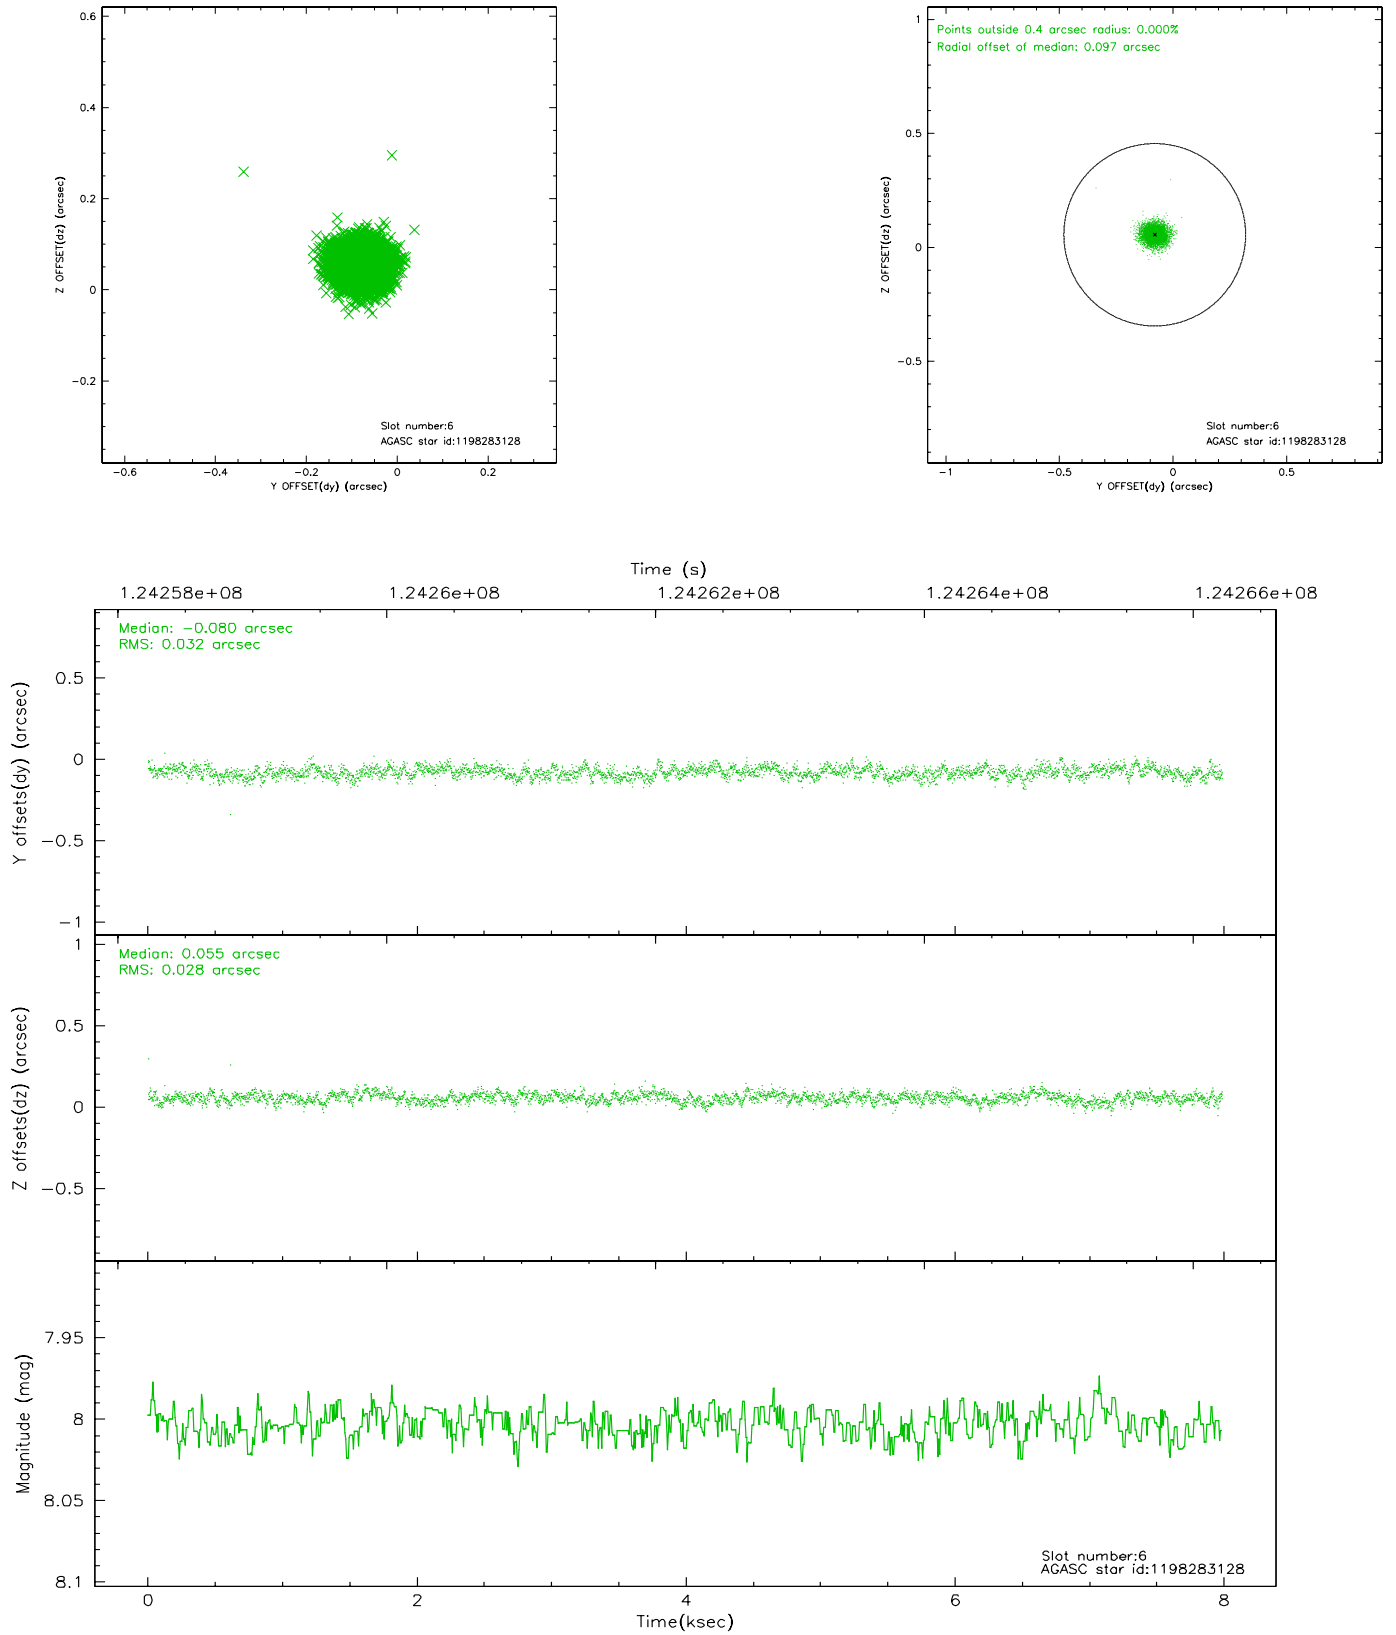 0.6
0.4
0.2
0
−0.2
Z OFFSET(dz) (arcsec)
Slot number:6
AGASC star id:1198283128
−0.6 −0.4 −0.2 0 0.2
Y OFFSET(dy) (arcsec)
Points outside 0.4 arcsec radius: 0.000%
Radial offset of median: 0.097 arcsec
1
0.5
0
−0.5
Z OFFSET(dz) (arcsec)
Slot number:6
AGASC star id:1198283128
−1 −0.5 0 0.5
Y OFFSET(dy) (arcsec)
Time (s)
1.24258e+08 1.2426e+08 1.24262e+08 1.24264e+08 1.24266e+08
Median: −0.080 arcsec
RMS: 0.032 arcsec
0.5
0
−0.5
−1
Y offsets(dy) (arcsec)
Median: 0.055 arcsec
RMS: 0.028 arcsec
1
0.5
0
−0.5
Z offsets(dz) (arcsec)
7.95
8
8.05
8.1
Magnitude (mag)
Slot number:6
AGASC star id:1198283128
0 2 4 6 8
Time(ksec)